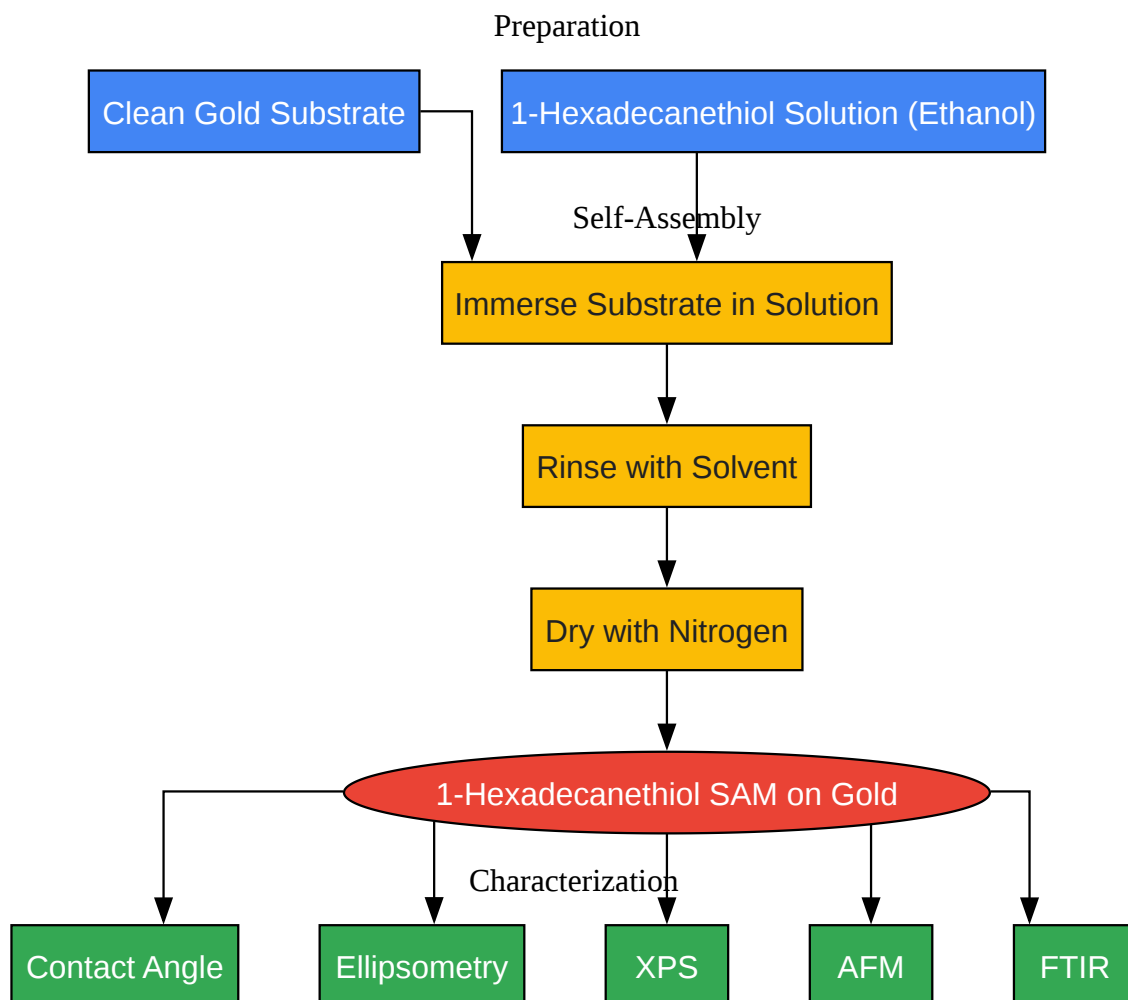 Preparation
Clean Gold Substrate
1-Hexadecanethiol Solution (Ethanol)
Self-Assembly
Immerse Substrate in Solution
Rinse with Solvent
Dry with Nitrogen
1-Hexadecanethiol SAM on Gold
Characterization
Contact Angle
Ellipsometry
XPS
AFM
FTIR